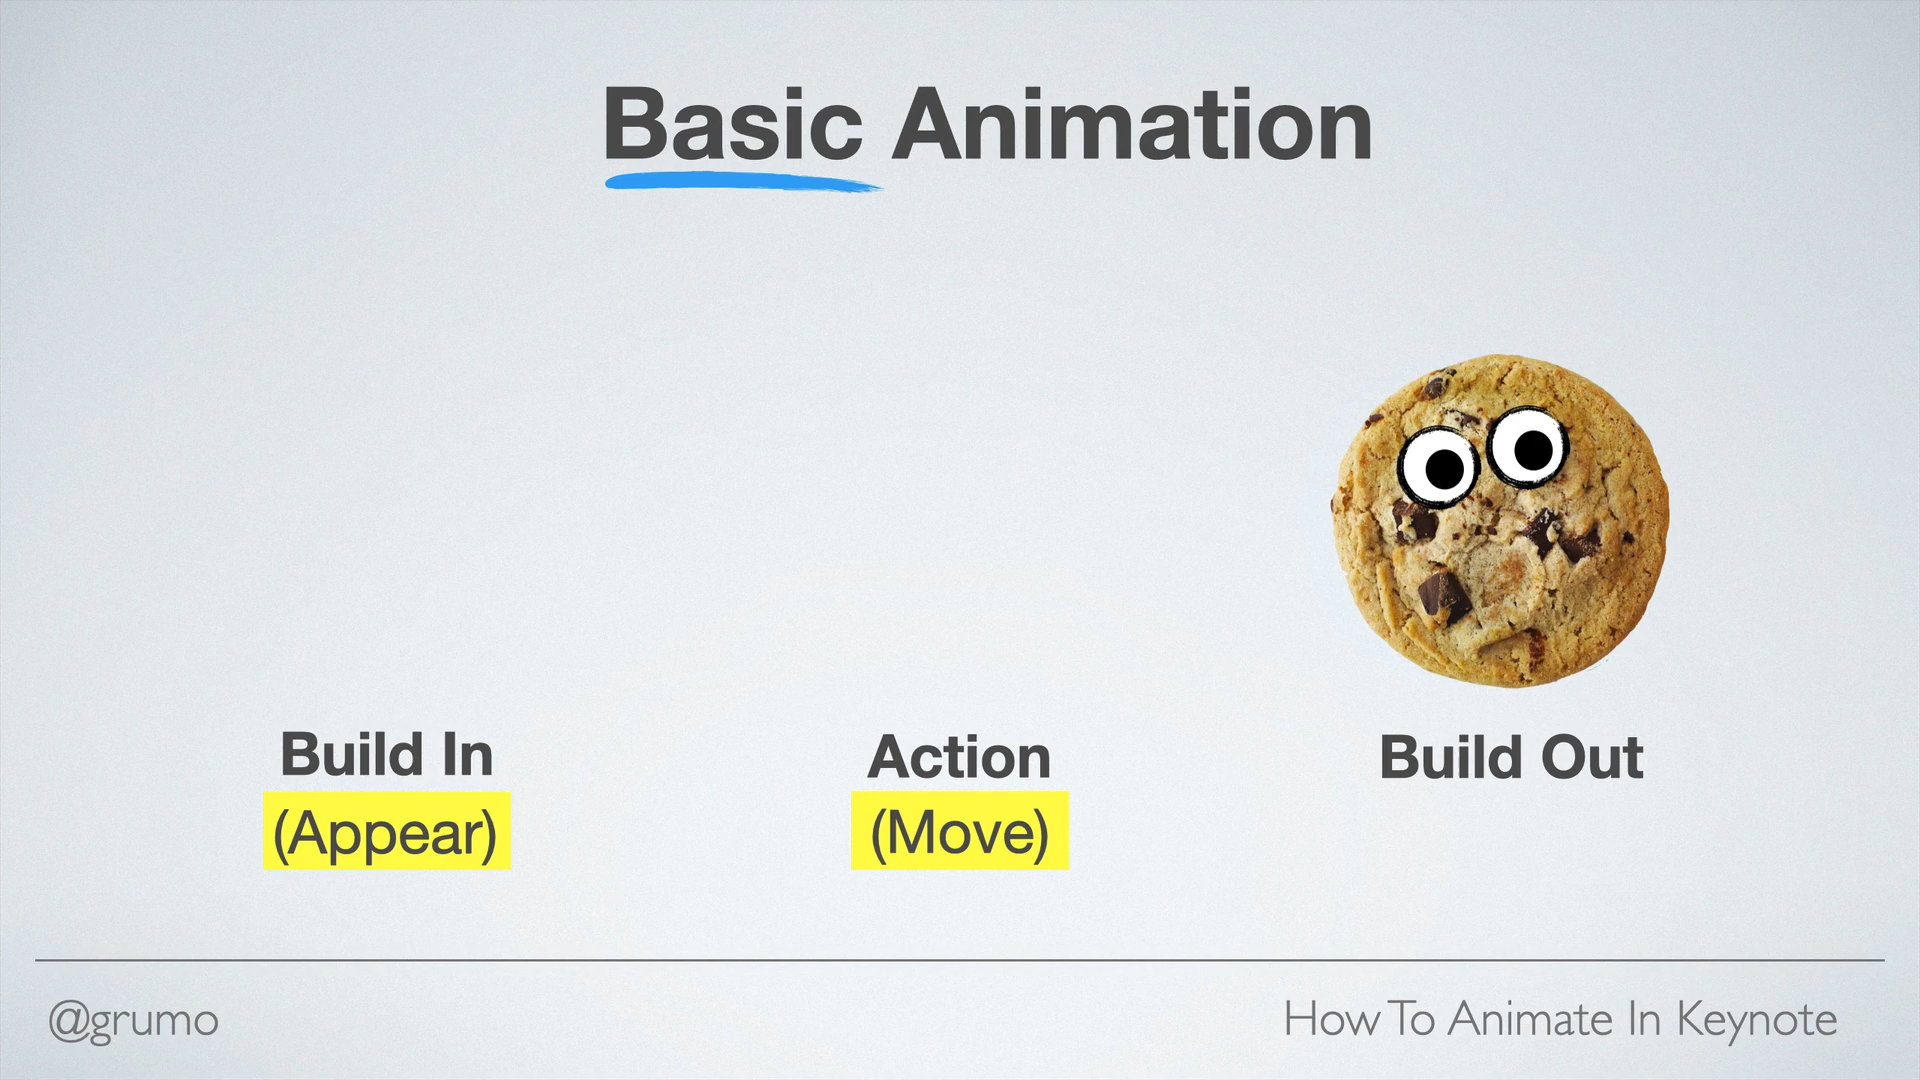 Basic Animation
Build In
Action
Build Out
(Appear)
(Move)
@grumo
How To Animate In Keynote